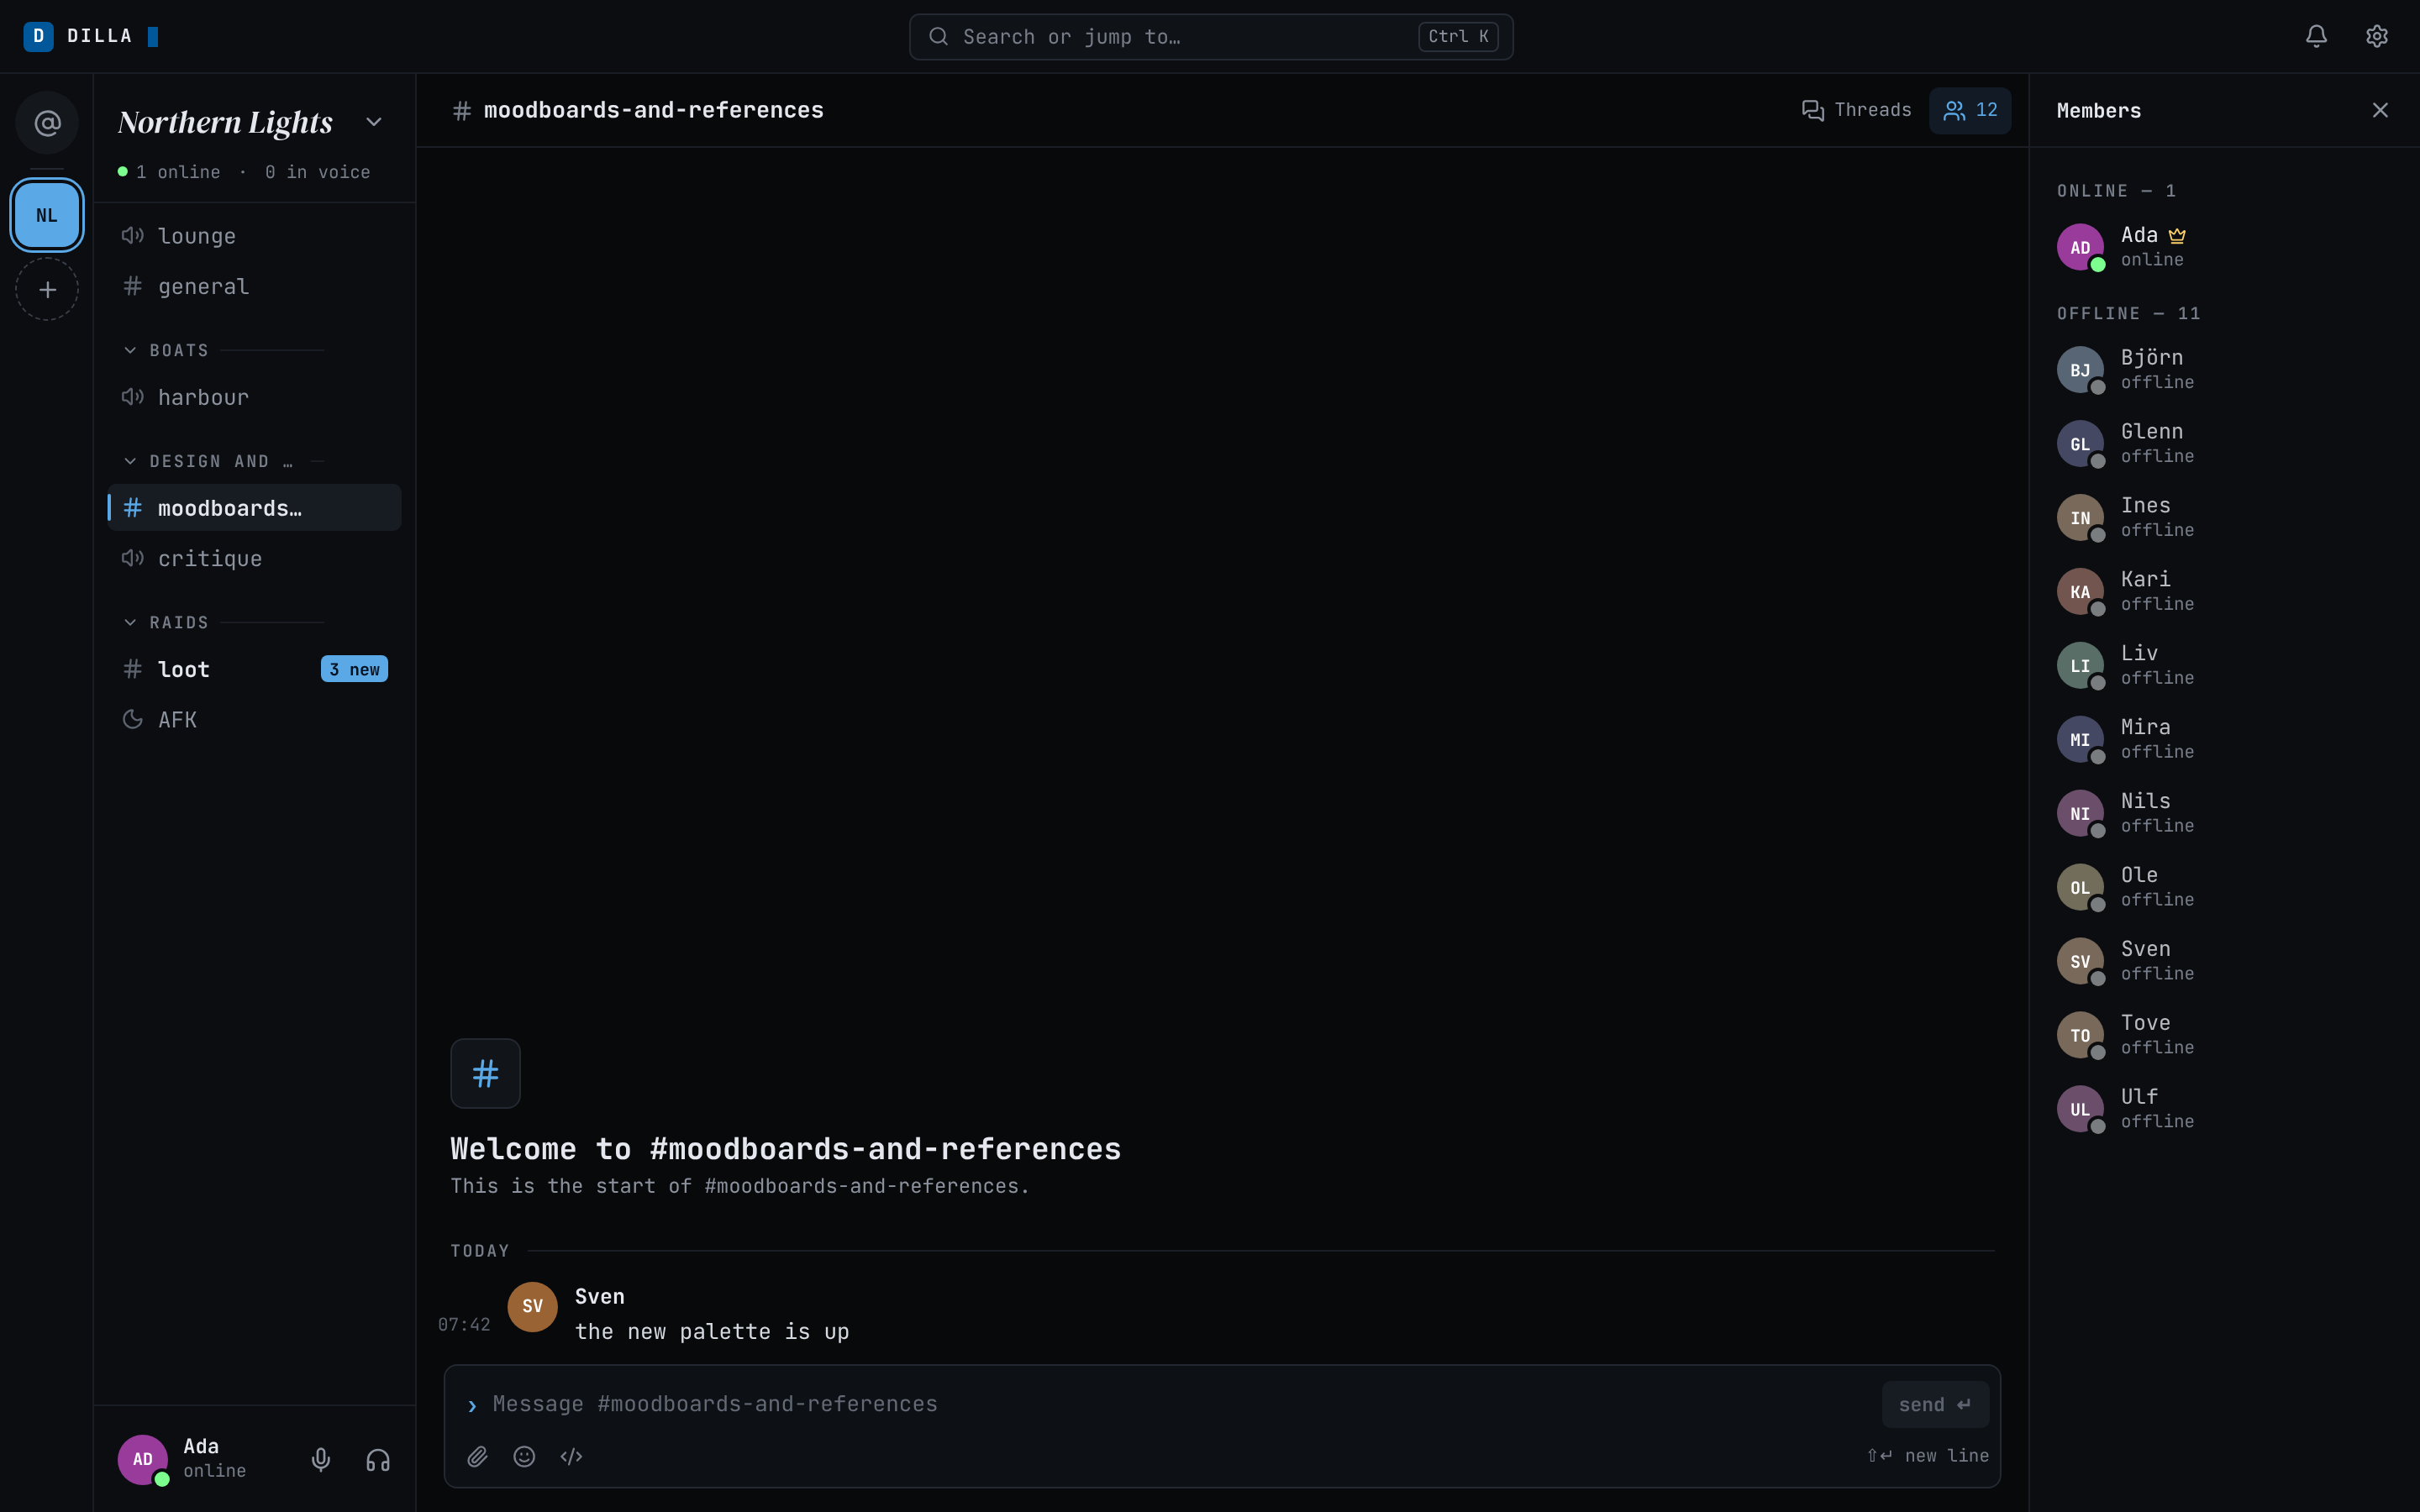 D DILLA
Search or jump to… Ctrl K
@
NL
Northern Lights
1 online · 0 in voice
lounge
# general
BOATS
harbour
DESIGN AND …
# moodboards…
critique
RAIDS
# loot 3 new
AFK
AD Ada
online
# moodboards-and-references
Threads 12
#
Welcome to #moodboards-and-references
This is the start of #moodboards-and-references.
TODAY
SV Sven
07:42 the new palette is up
› Message #moodboards-and-references send ↵
⇧↵ new line
Members
ONLINE — 1
AD Ada
online
OFFLINE — 11
BJ Björn
offline
GL Glenn
offline
IN Ines
offline
KA Kari
offline
LI Liv
offline
MI Mira
offline
NI Nils
offline
OL Ole
offline
SV Sven
offline
TO Tove
offline
UL Ulf
offline